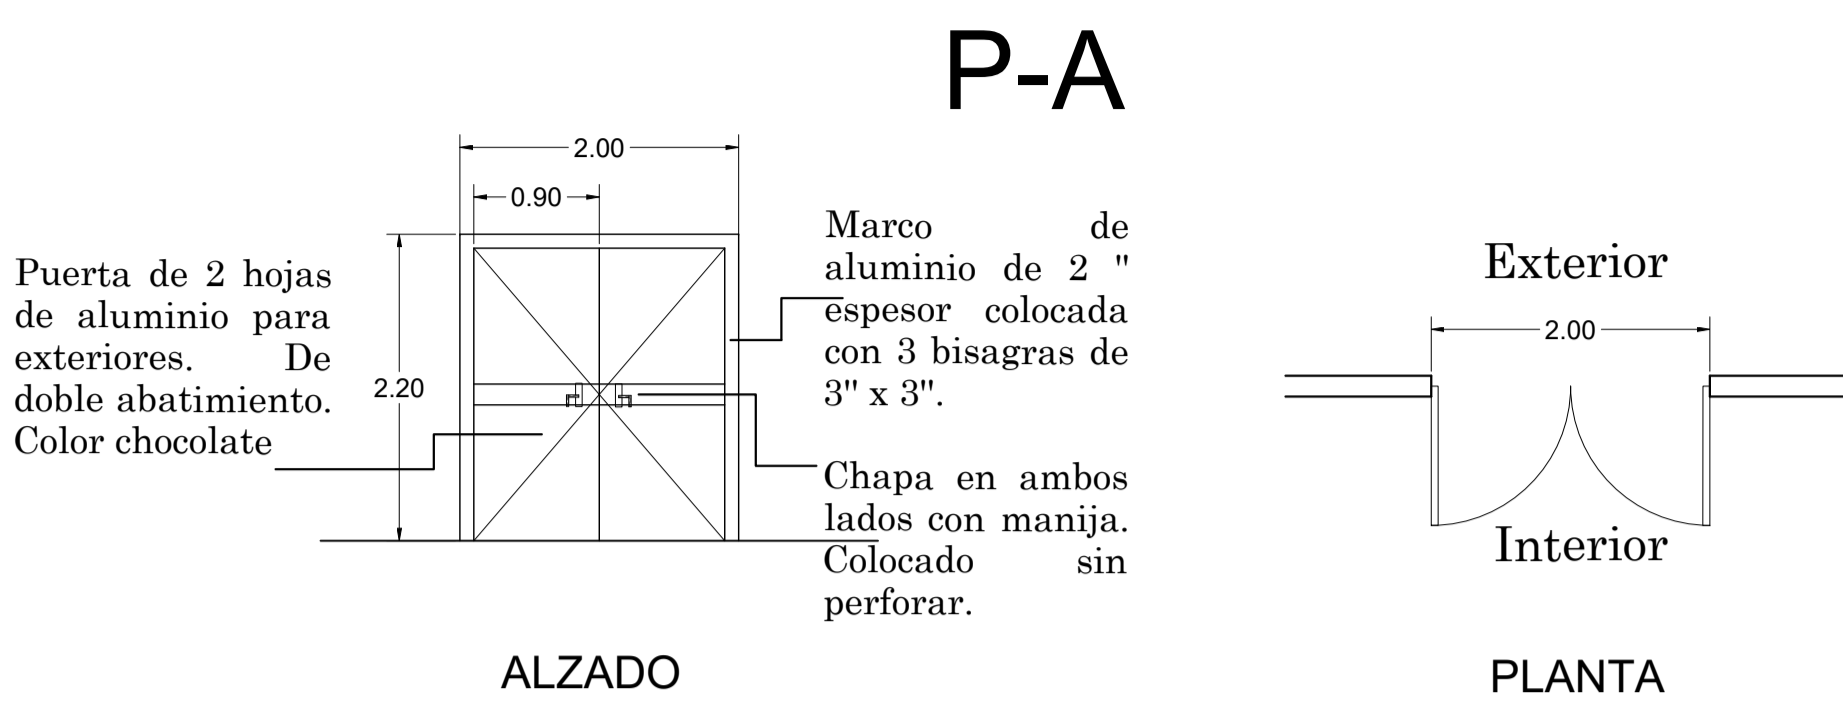 P-A
2.00
0.90
2.20
Puerta de 2 hojas
de aluminio para
exteriores. De
doble abatimiento.
Color chocolate
Marco de
aluminio de 2 "
espesor colocada
con 3 bisagras de
3" x 3".
Chapa en ambos
lados con manija.
Colocado sin
perforar.
ALZADO
Exterior
2.00
Interior
PLANTA